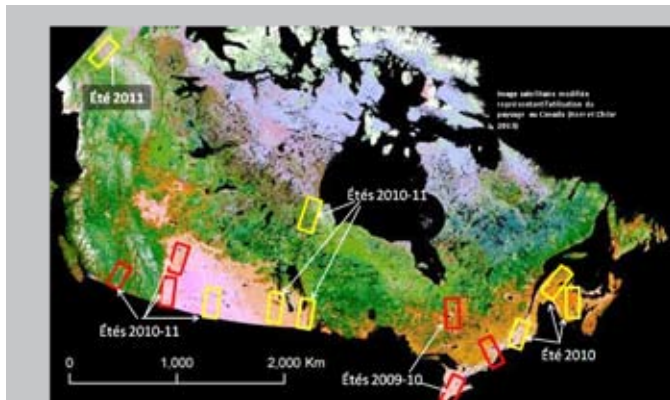 Été 2011
Image satellitaire modifiée
représentant l'utilisation du
paysage au Canada
2013)
Étés 2010-11
Étés 2010-11
Été 2010
Étés 2009-10
0 1,000 2,000 Km